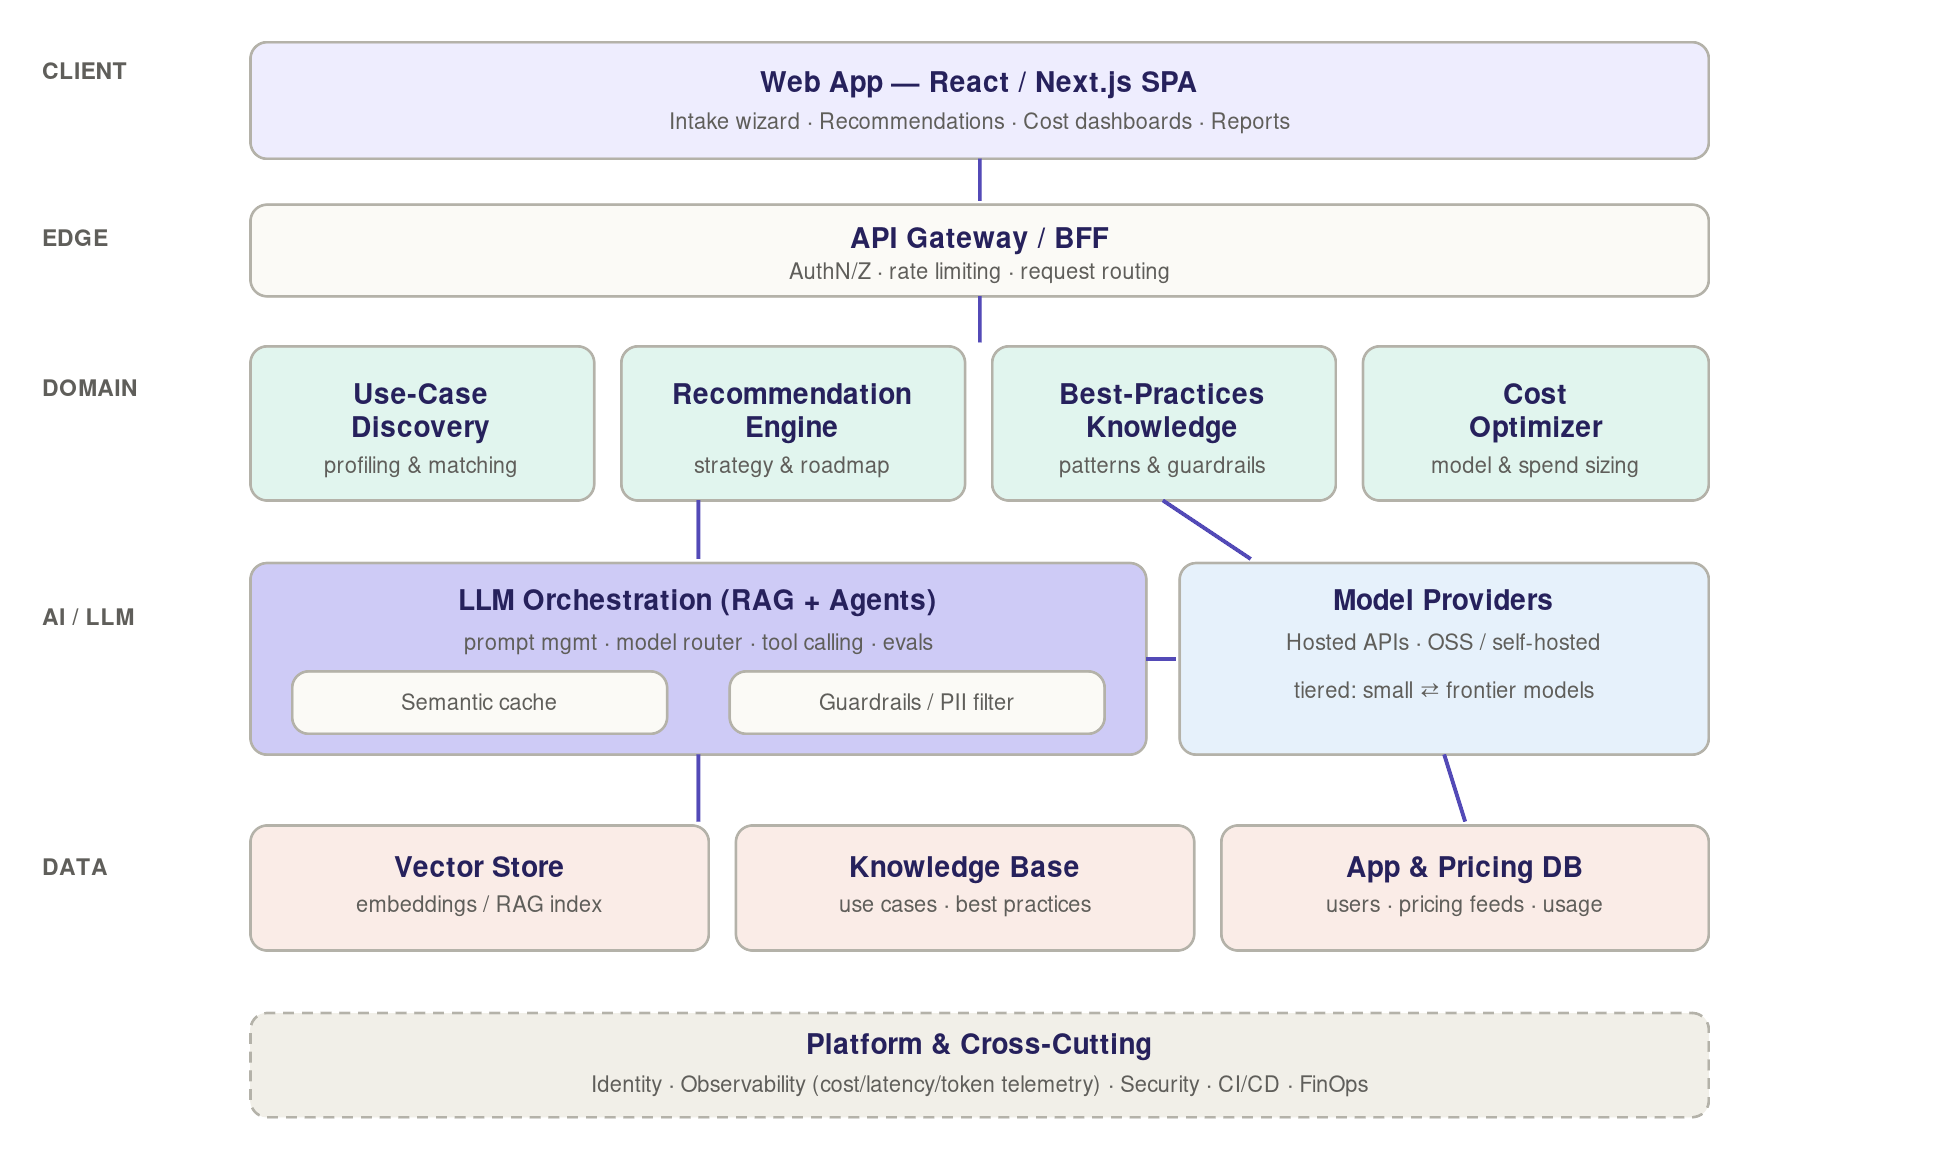 CLIENT
Web App — React / Next.js SPA
Intake wizard · Recommendations · Cost dashboards · Reports
EDGE
API Gateway / BFF
AuthN/Z · rate limiting · request routing
DOMAIN
Use-Case
Discovery
profiling & matching
Recommendation
Engine
strategy & roadmap
Best-Practices
Knowledge
patterns & guardrails
Cost
Optimizer
model & spend sizing
AI / LLM
LLM Orchestration (RAG + Agents)
prompt mgmt · model router · tool calling · evals
Semantic cache
Guardrails / PII filter
Model Providers
Hosted APIs · OSS / self-hosted
tiered: small ⇄ frontier models
DATA
Vector Store
embeddings / RAG index
Knowledge Base
use cases · best practices
App & Pricing DB
users · pricing feeds · usage
Platform & Cross-Cutting
Identity · Observability (cost/latency/token telemetry) · Security · CI/CD · FinOps